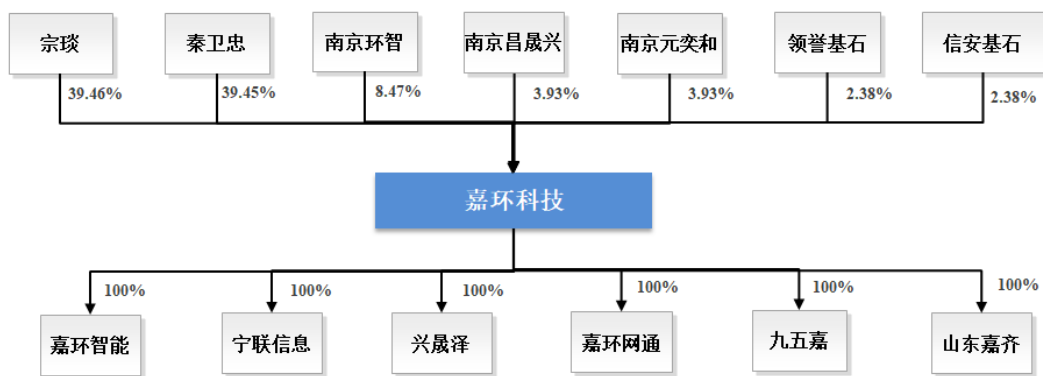 宗琰 秦卫忠 南京环智 南京昌晟兴 南京元奕和 领誉基石 信安基石
39.46% 39.45% 8.47% 3.93% 3.93% 2.38% 2.38%
嘉环科技
100% 100% 100% 100% 100% 100%
嘉环智能 宁联信息 兴晟泽 嘉环网通 九五嘉 山东嘉齐